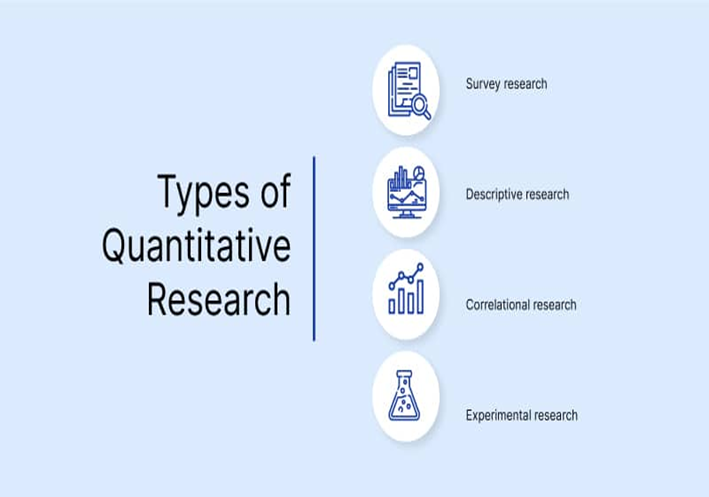 Types of
Quantitative
Research
Survey research
Descriptive research
Correlational research
Experimental research